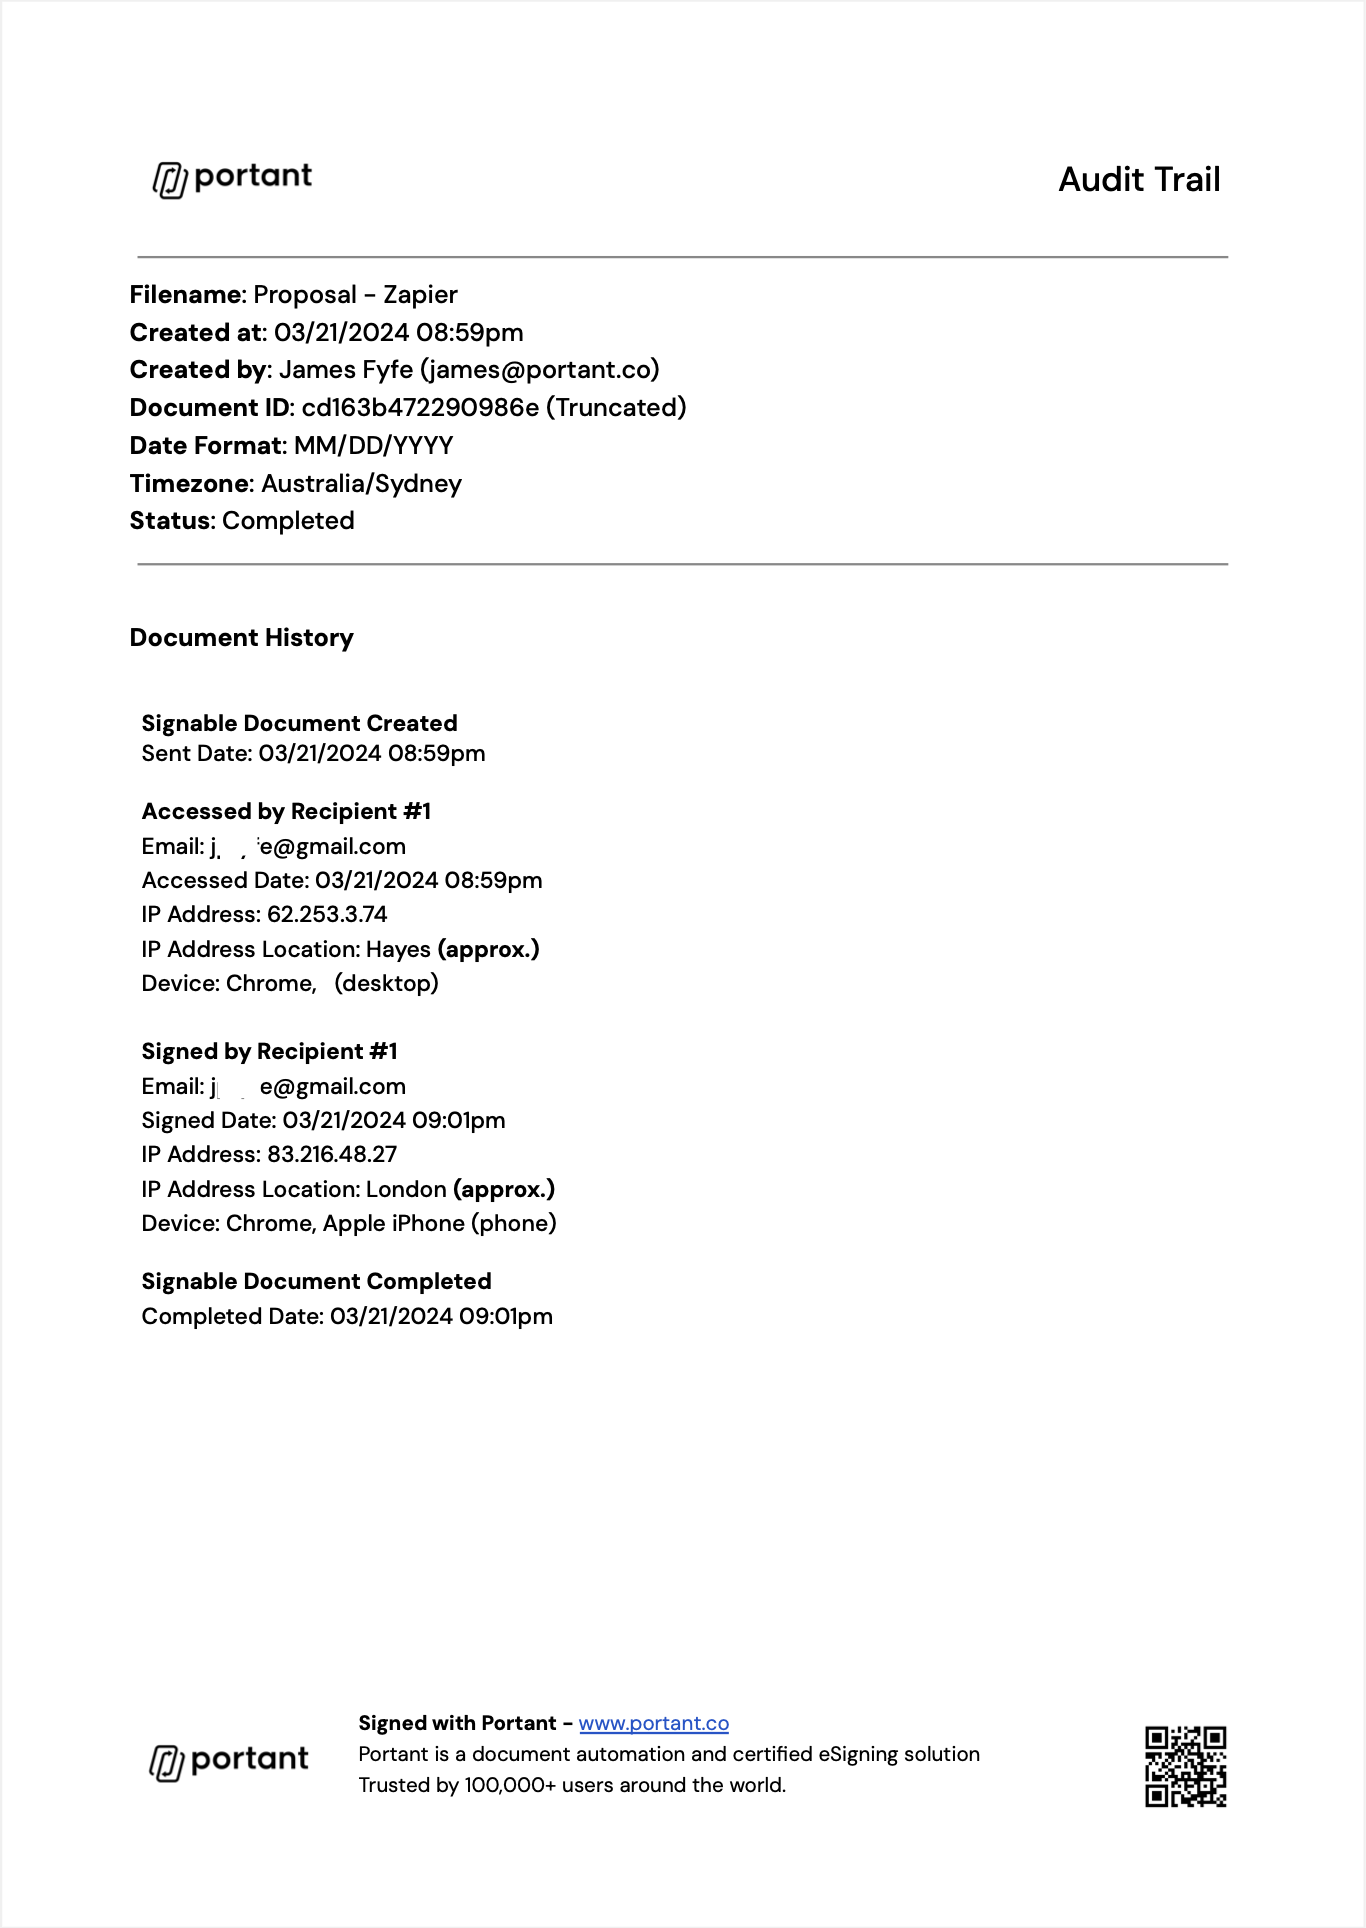 portant
Audit Trail
Filename: Proposal - Zapier
Created at: 03/21/2024 08:59pm
Created by: James Fyfe (james@portant.co)
Document ID: cd163b472290986e (Truncated)
Date Format: MM/DD/YYYY
Timezone: Australia/Sydney
Status: Completed
Document History
Signable Document Created
Sent Date: 03/21/2024 08:59pm
Accessed by Recipient #1
Email: j e@gmail.com
Accessed Date: 03/21/2024 08:59pm
IP Address: 62.253.3.74
IP Address Location: Hayes (approx.)
Device: Chrome, (desktop)
Signed by Recipient #1
Email: j e@gmail.com
Signed Date: 03/21/2024 09:01pm
IP Address: 83.216.48.27
IP Address Location: London (approx.)
Device: Chrome, Apple iPhone (phone)
Signable Document Completed
Completed Date: 03/21/2024 09:01pm
portant
Signed with Portant - www.portant.co
Portant is a document automation and certified eSigning solution
Trusted by 100,000+ users around the world.